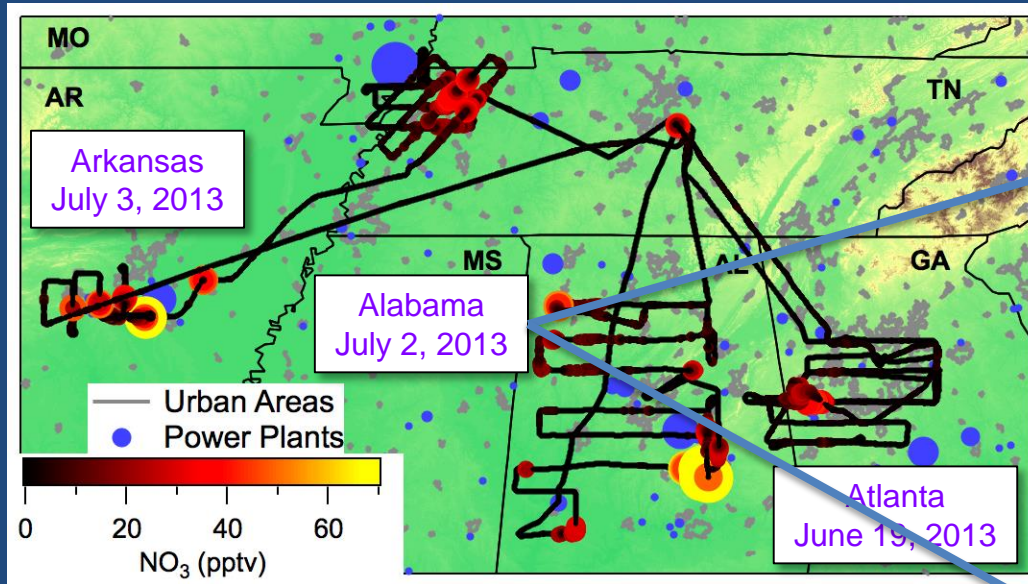 MO
AR
TN
Arkansas
July 3, 2013
MS
AL
GA
Alabama
July 2, 2013
Urban Areas
Power Plants
0 20 40 60
NO₃ (pptv)
Atlanta
June 19, 2013